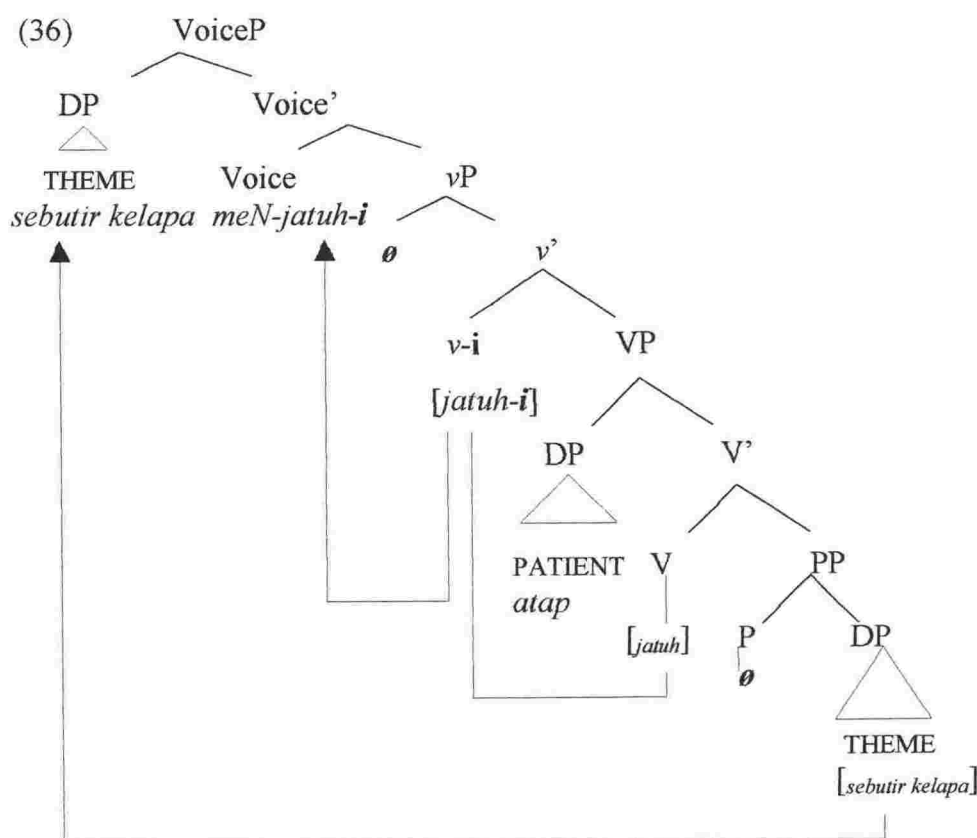 (36) VoiceP
DP Voice’
THEME Voice vP
sebutir kelapa meN-jatuh-i
ø v’
v-i VP
[jatuh-i]
DP V’
PATIENT V PP
atap
[jatuh] P DP
ø
THEME
[sebutir kelapa]